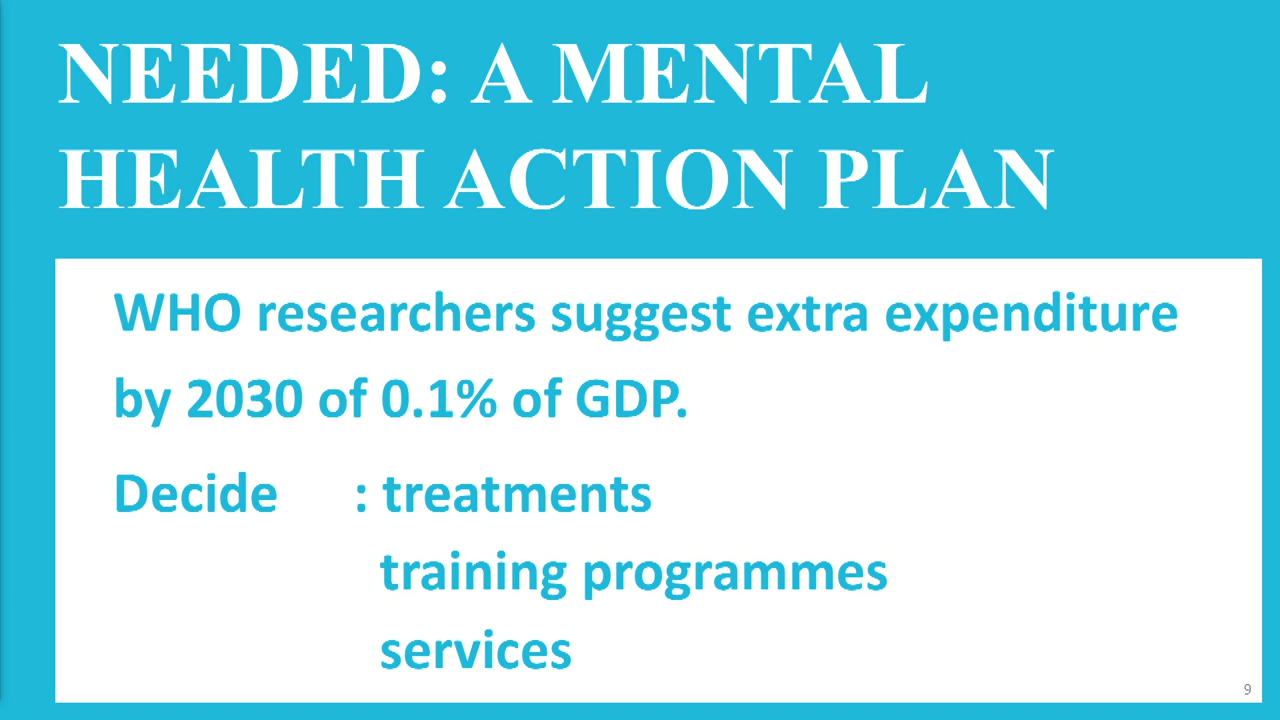 NEEDED: A MENTAL
HEALTH ACTION PLAN
WHO researchers suggest extra expenditure
by 2030 of 0.1% of GDP.
Decide : treatments
training programmes
services
9